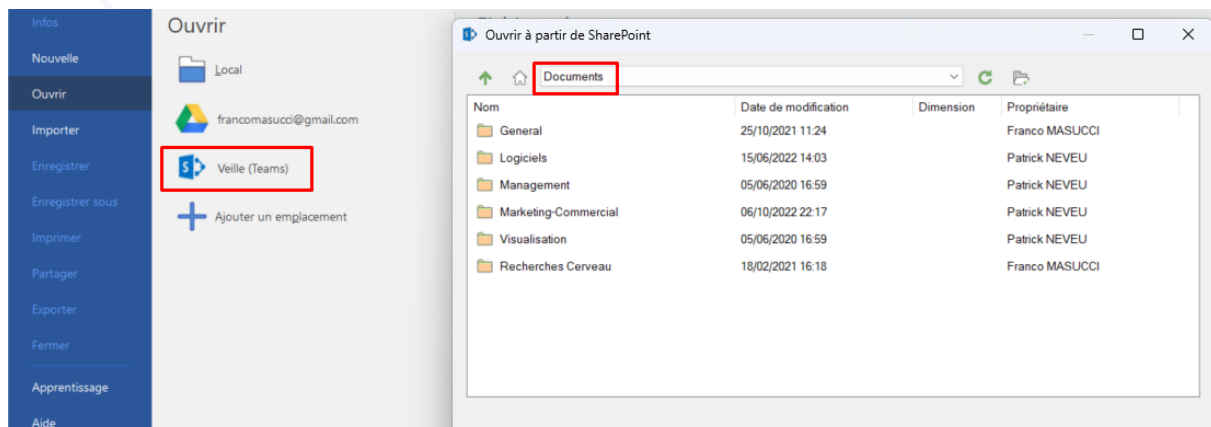 Infos
Nouvelle
Ouvrir
Importer
Enregistrer
Enregistrer sous
Imprimer
Partager
Exporter
Fermer
Apprentissage
Aide
Ouvrir
Local
francomasucci@gmail.com
Veille (Teams)
Ajouter un emplacement
Ouvrir à partir de SharePoint
Documents
Nom Date de modification Dimension Propriétaire
General 25/10/2021 11:24 Franco MASUCCI
Logiciels 15/06/2022 14:03 Patrick NEVEU
Management 05/06/2020 16:59 Patrick NEVEU
Marketing-Commercial 06/10/2022 22:17 Patrick NEVEU
Visualisation 05/06/2020 16:59 Patrick NEVEU
Recherches Cerveau 18/02/2021 16:18 Franco MASUCCI